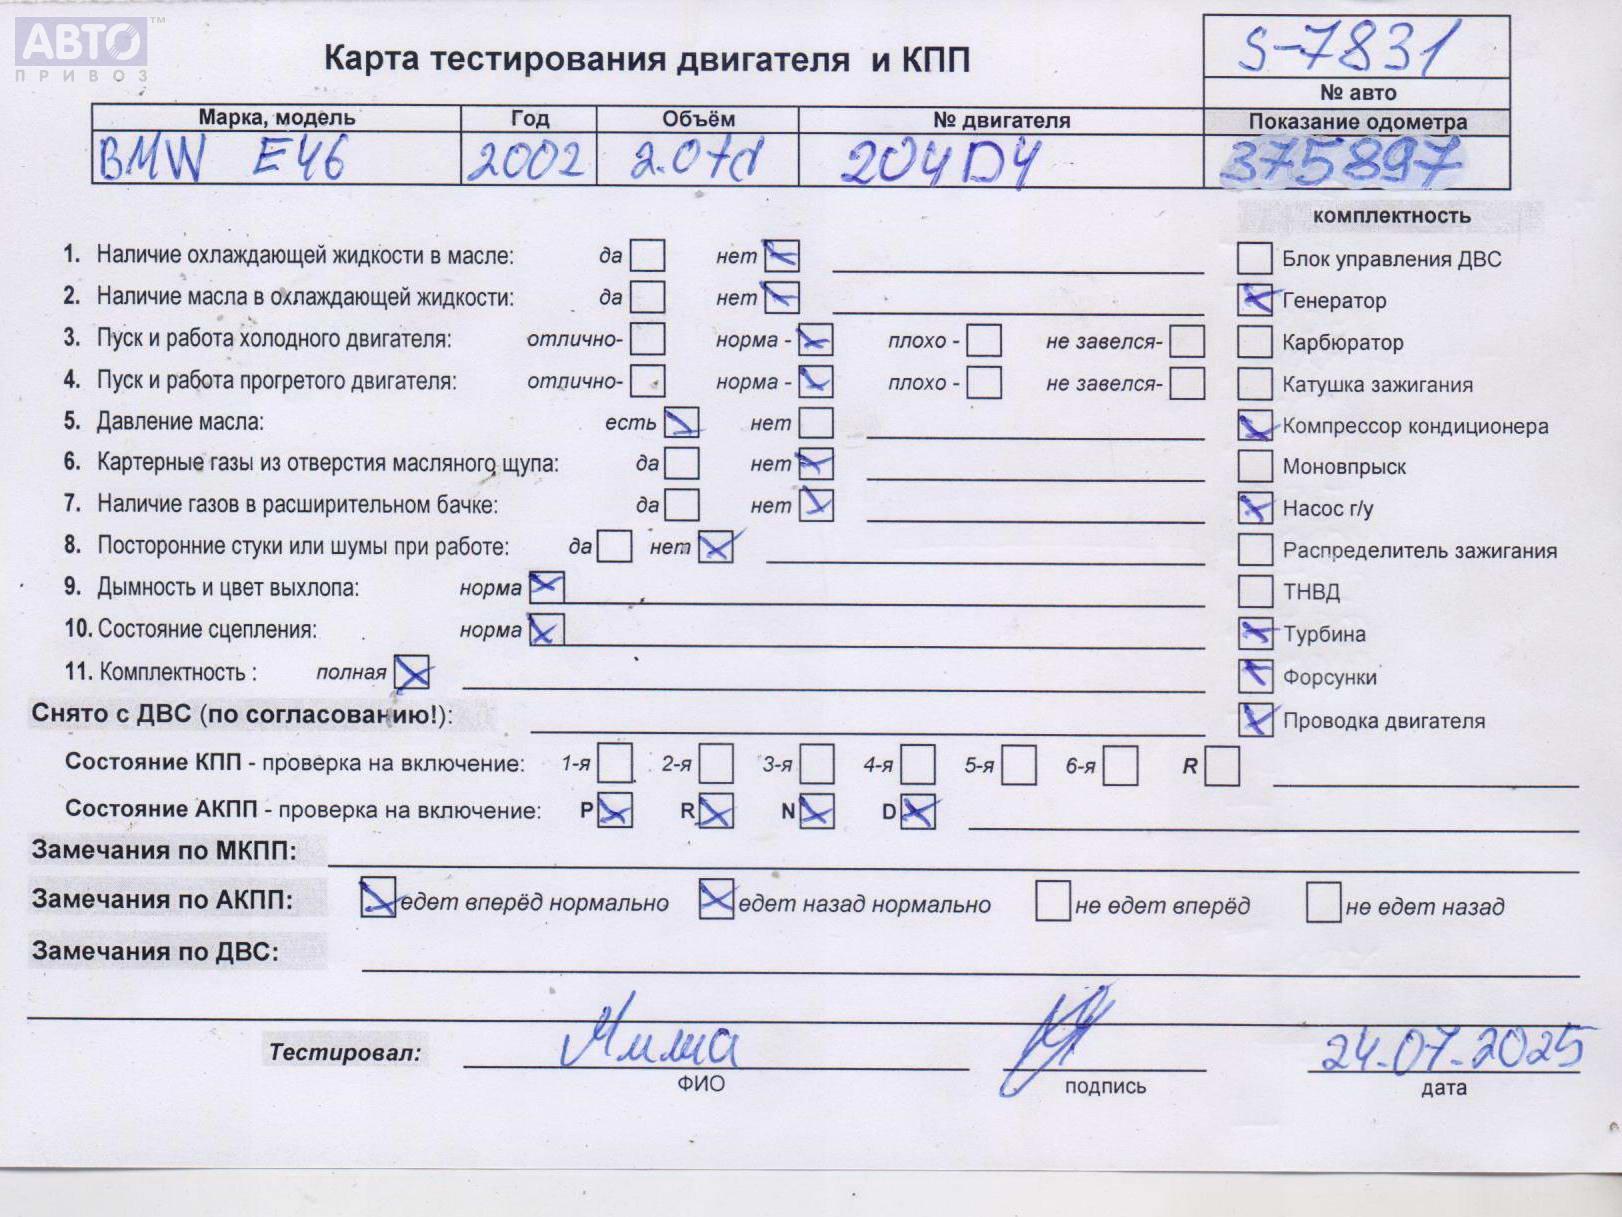 АВТО™
ПРИВОЗ
Карта тестирования двигателя и КПП
S-7831
№ авто
Марка, модель Год Объём № двигателя Показание одометра
BMW E46 2002 2.0td 204D4 375897
комплектность
1. Наличие охлаждающей жидкости в масле: да нет
Блок управления ДВС
2. Наличие масла в охлаждающей жидкости: да нет
Генератор
3. Пуск и работа холодного двигателя: отлично- норма - плохо - не завелся-
Карбюратор
4. Пуск и работа прогретого двигателя: отлично- норма - плохо - не завелся-
Катушка зажигания
5. Давление масла: есть нет
Компрессор кондиционера
6. Картерные газы из отверстия масляного щупа: да нет
Моновпрыск
7. Наличие газов в расширительном бачке: да нет
Насос г/у
8. Посторонние стуки или шумы при работе: да нет
Распределитель зажигания
9. Дымность и цвет выхлопа: норма
ТНВД
10. Состояние сцепления: норма
Турбина
11. Комплектность : полная
Форсунки
Снято с ДВС (по согласованию!):
Проводка двигателя
Состояние КПП - проверка на включение: 1-я 2-я 3-я 4-я 5-я 6-я R
Состояние АКПП - проверка на включение: P R N D
Замечания по МКПП:
Замечания по АКПП: едет вперёд нормально едет назад нормально не едет вперёд не едет назад
Замечания по ДВС:
Тестировал: 24.07.2025
ФИО подпись дата